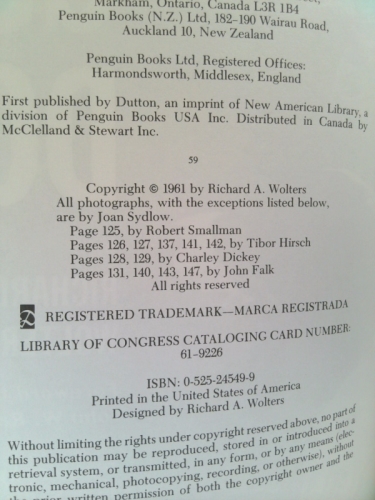 Markham, Ontario, Canada L3R 1B4
Penguin Books (N.Z.) Ltd, 182-190 Wairau Road,
Auckland 10, New Zealand
Penguin Books Ltd, Registered Offices:
Harmondsworth, Middlesex, England
First published by Dutton, an imprint of New American Library, a
division of Penguin Books USA Inc. Distributed in Canada by
McClelland & Stewart Inc.
59
Copyright © 1961 by Richard A. Wolters
All photographs, with the exceptions listed below,
are by Joan Sydlow.
Page 125, by Robert Smallman
Pages 126, 127, 137, 141, 142, by Tibor Hirsch
Pages 128, 129, by Charley Dickey
Pages 131, 140, 143, 147, by John Falk
All rights reserved
D REGISTERED TRADEMARK—MARCA REGISTRADA
LIBRARY OF CONGRESS CATALOGING CARD NUMBER:
61-9226
ISBN: 0-525-24549-9
Printed in the United States of America
Designed by Richard A. Wolters
Without limiting the rights under copyright reserved above, no part of
this publication may be reproduced, stored in or introduced into a
retrieval system, or transmitted, in any form, or by any means (elec-
tronic, mechanical, photocopying, recording, or otherwise), without
the prior written permission of both the copyright owner and the